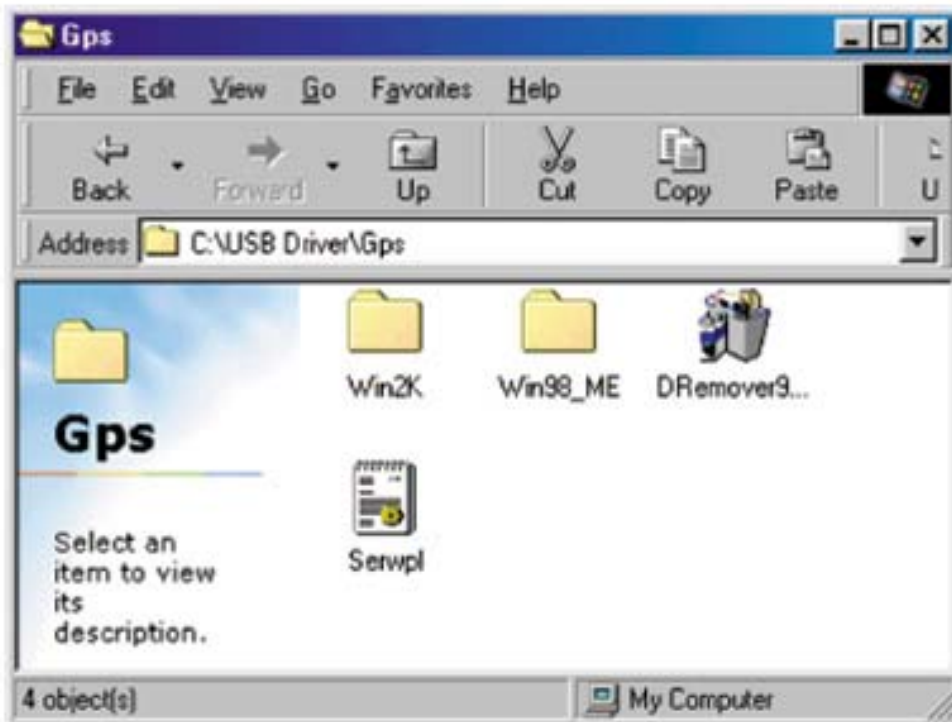 Gps
File Edit View Go Favorites Help
Back Forward Up Cut Copy Paste U
Address C:\USB Driver\Gps
Win2K Win98_ME DRemover9...
Gps
Serwpl
Select an
item to view
its
description.
4 object(s) My Computer